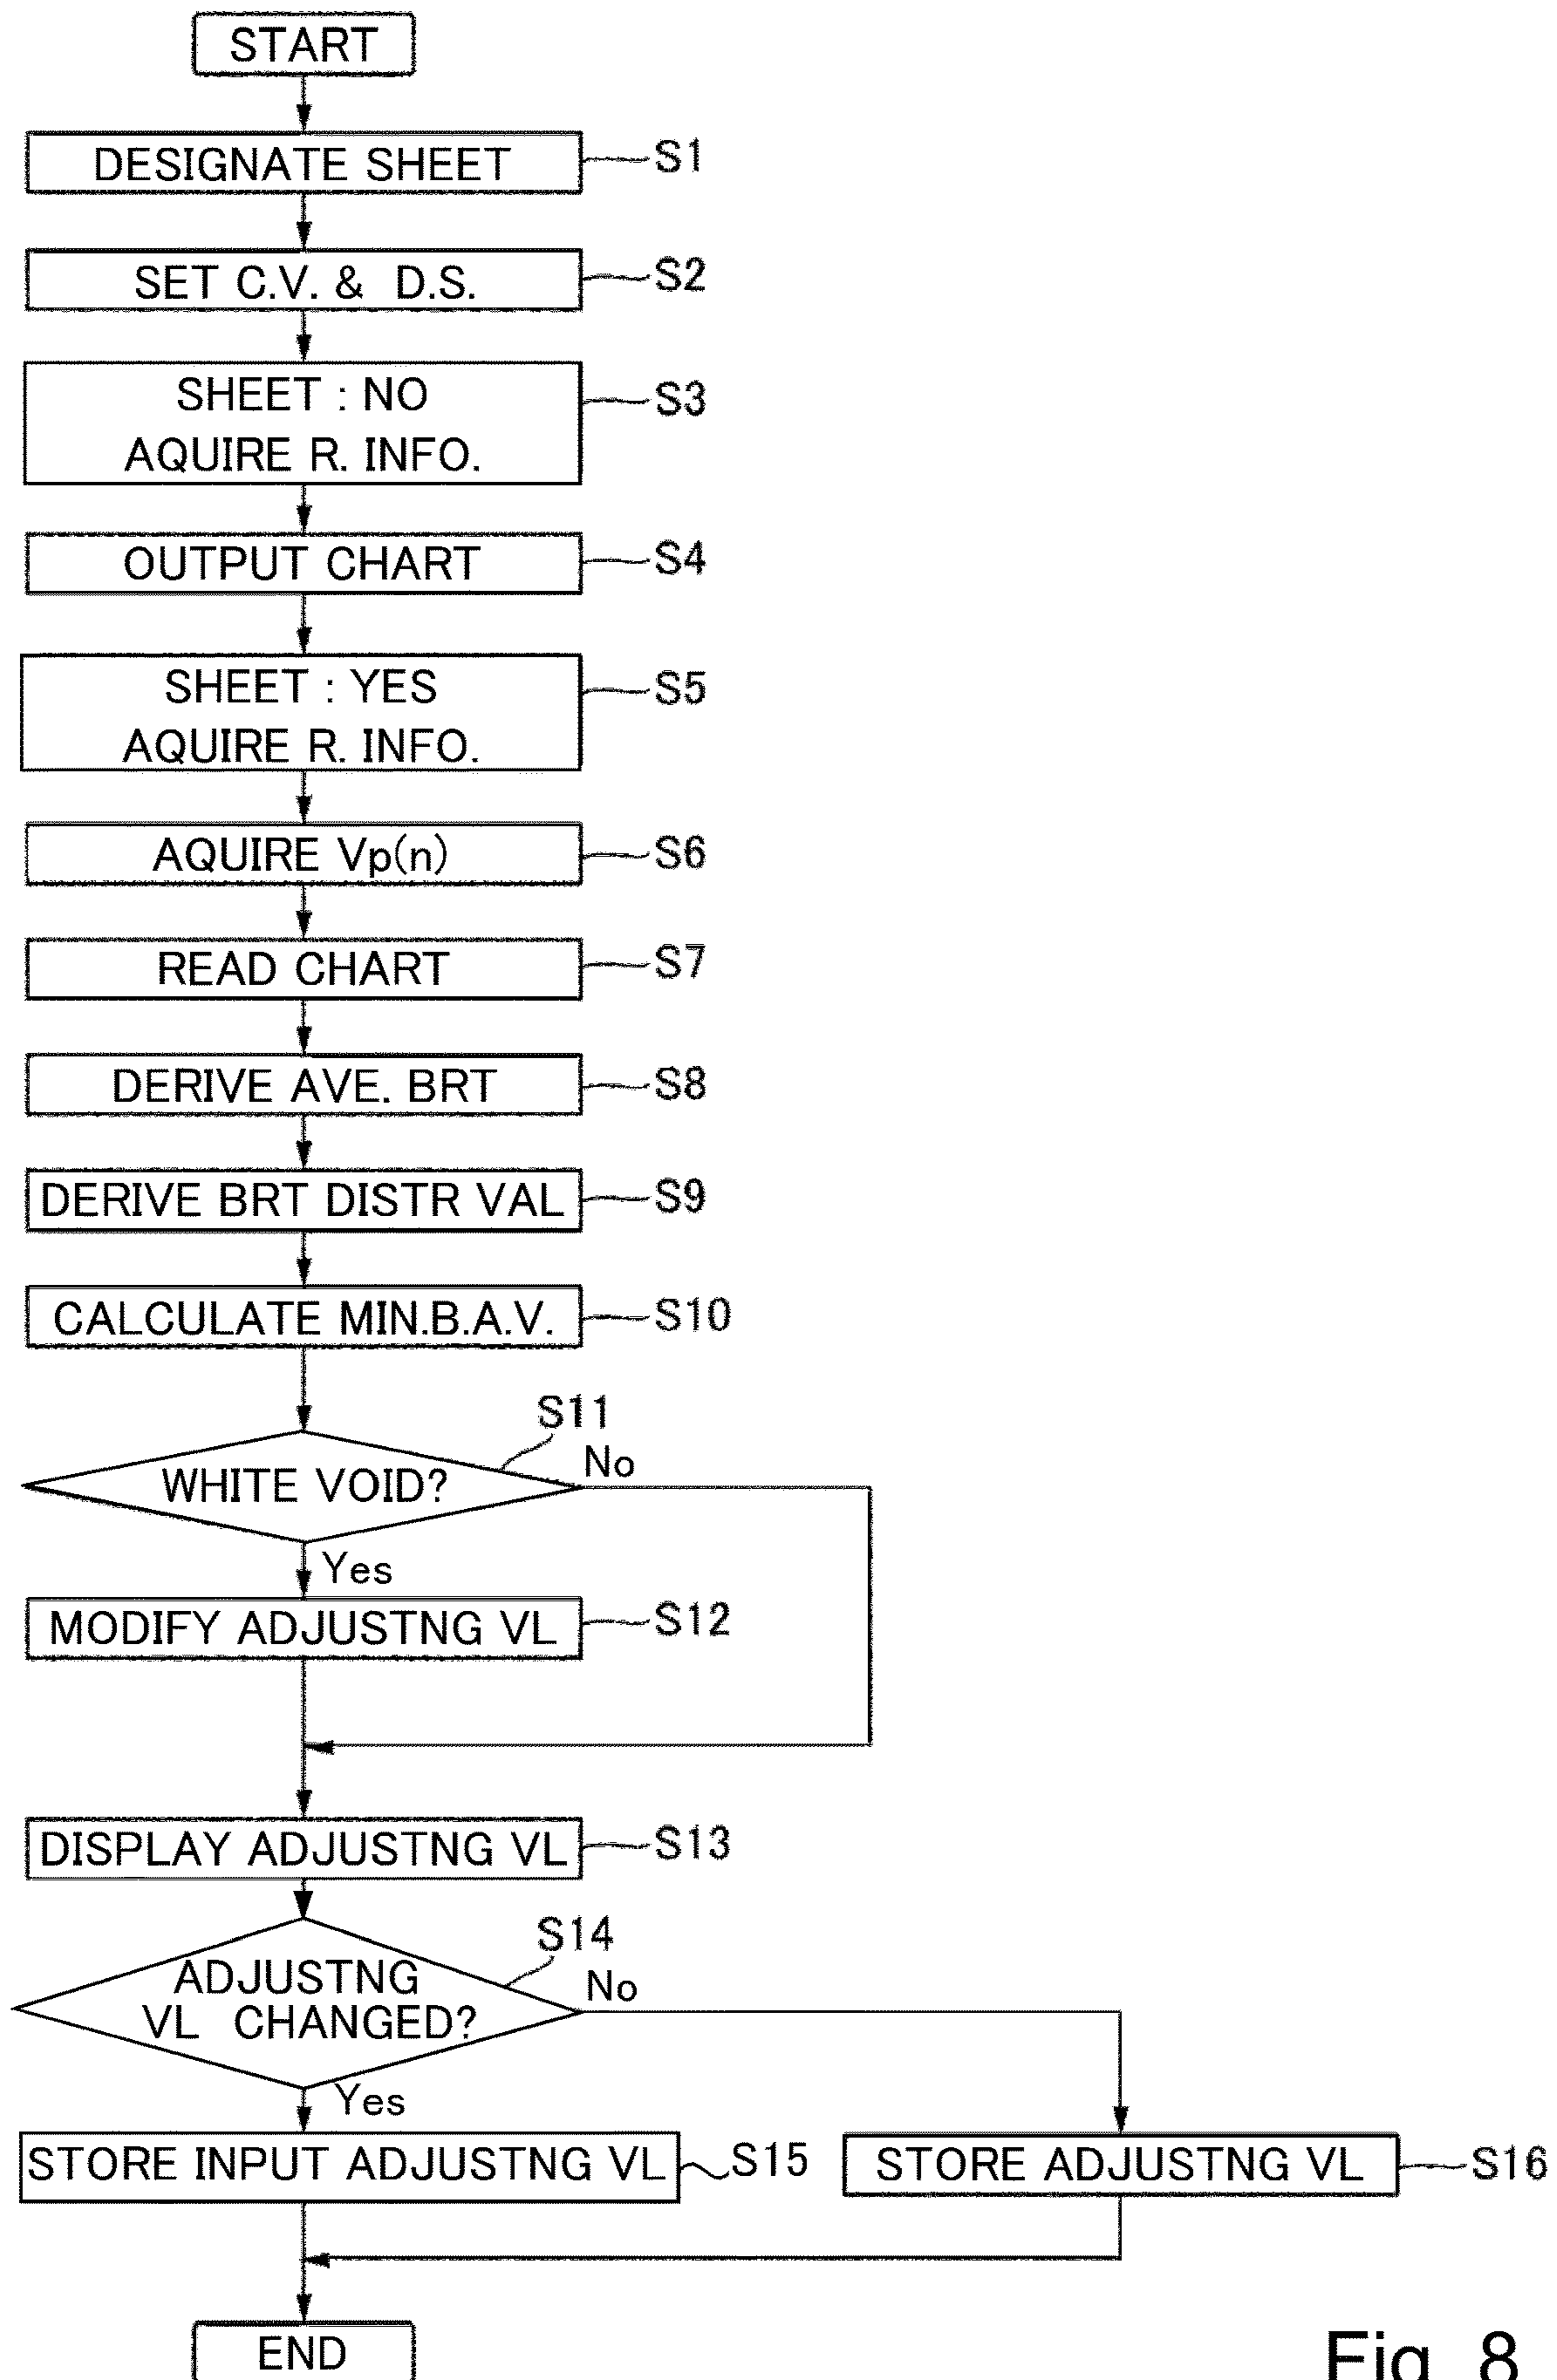 START
DESIGNATE SHEET
S1
SET C.V. & D.S.
S2
SHEET : NO
AQUIRE R. INFO.
S3
OUTPUT CHART
S4
SHEET : YES
AQUIRE R. INFO.
S5
AQUIRE Vp(n)
S6
READ CHART
S7
DERIVE AVE. BRT
S8
DERIVE BRT DISTR VAL
S9
CALCULATE MIN.B.A.V.
S10
S11
WHITE VOID?
No
Yes
MODIFY ADJUSTNG VL
S12
DISPLAY ADJUSTNG VL
S13
S14
ADJUSTNG
VL CHANGED?
No
Yes
STORE INPUT ADJUSTNG VL
S15
STORE ADJUSTNG VL
S16
END
Fig. 8